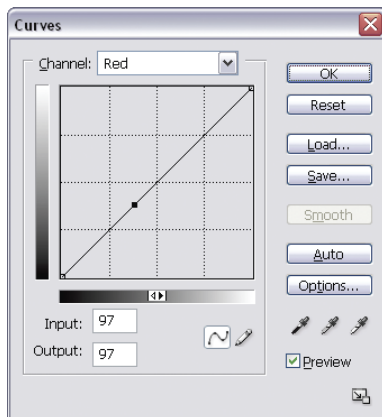 Curves
Channel: Red
OK
Reset
Load...
Save...
Smooth
Auto
Options...
Input: 97
Output: 97
Preview